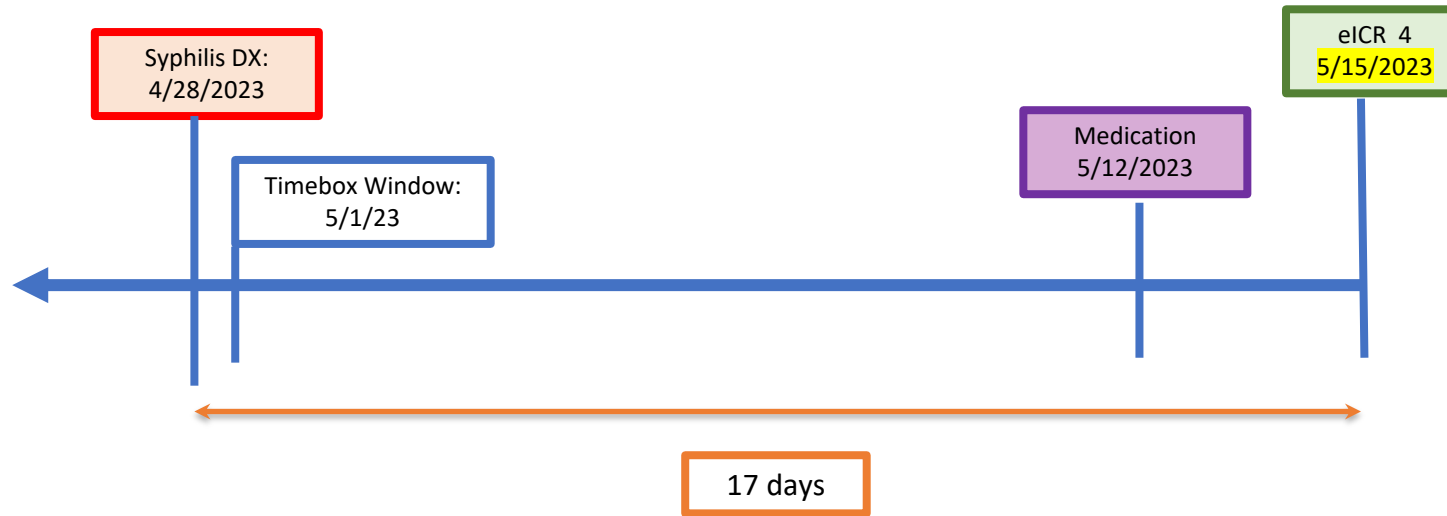 Syphilis DX:
4/28/2023
Timebox Window:
5/1/23
Medication
5/12/2023
eICR 4
5/15/2023
17 days